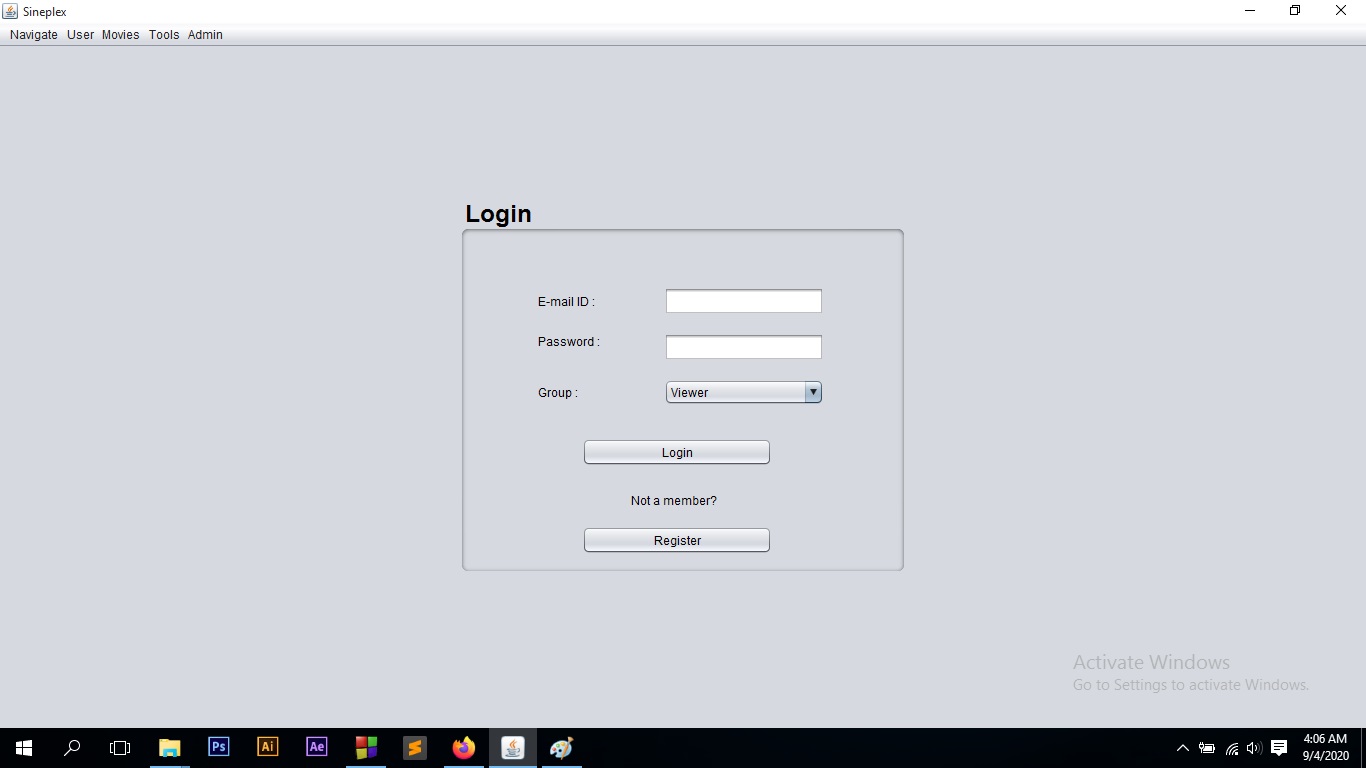 Sineplex
Navigate User Movies Tools Admin
Login
E-mail ID :
Password :
Group :
Viewer
Login
Not a member?
Register
Activate Windows
Go to Settings to activate Windows.
Ps
Ai
Ae
4:06 AM
9/4/2020